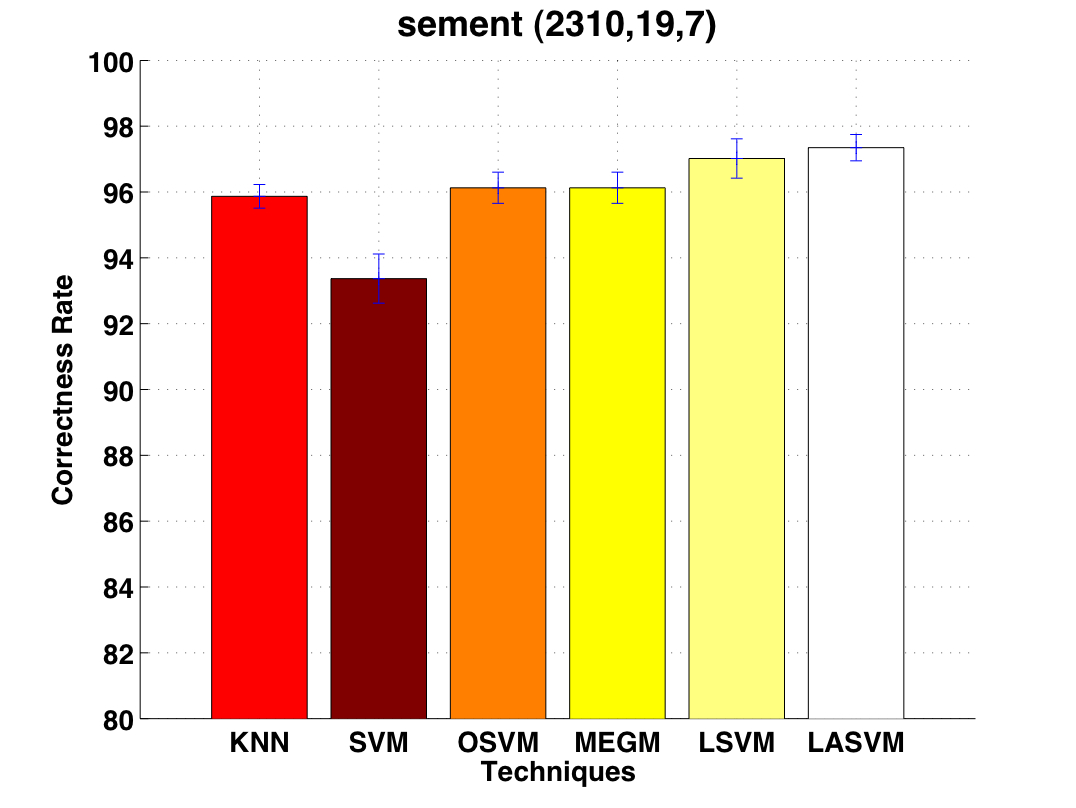 sement (2310,19,7)
100
98
96
94
92
90
88
86
84
82
80
Correctness Rate
KNN SVM OSVM MEGM LSVM LASVM
Techniques